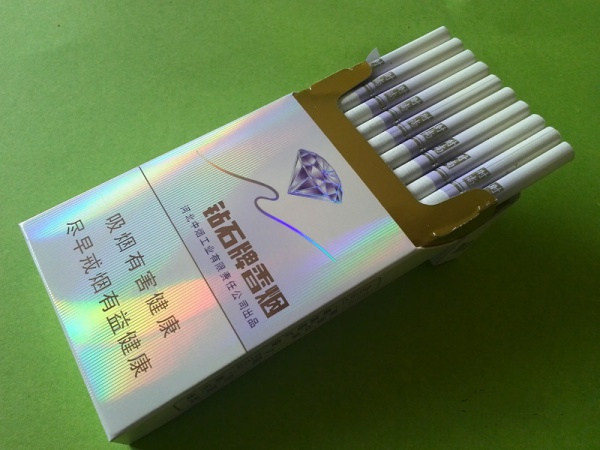 钻石牌香烟
河北中烟工业有限责任公司出品
吸烟有害健康
尽早戒烟有益健康